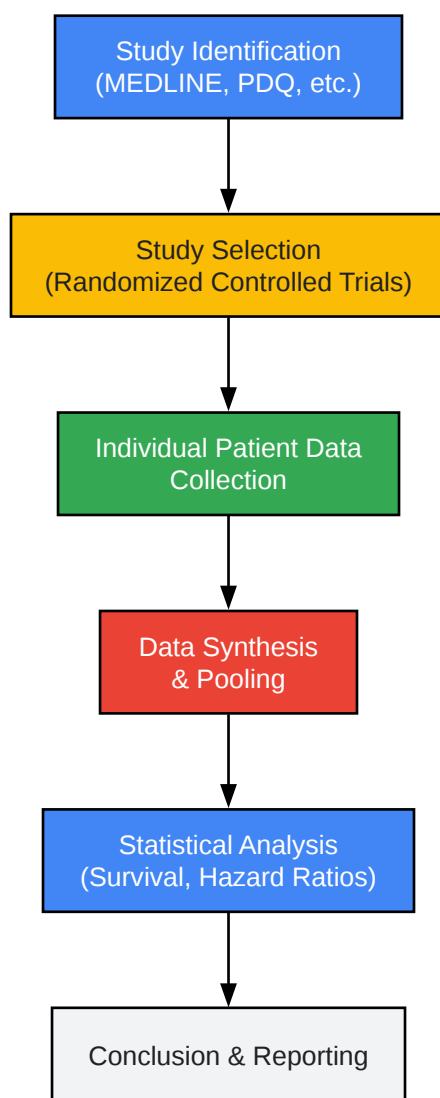 Study Identification
(MEDLINE, PDQ, etc.)
Study Selection
(Randomized Controlled Trials)
Individual Patient Data
Collection
Data Synthesis
& Pooling
Statistical Analysis
(Survival, Hazard Ratios)
Conclusion & Reporting